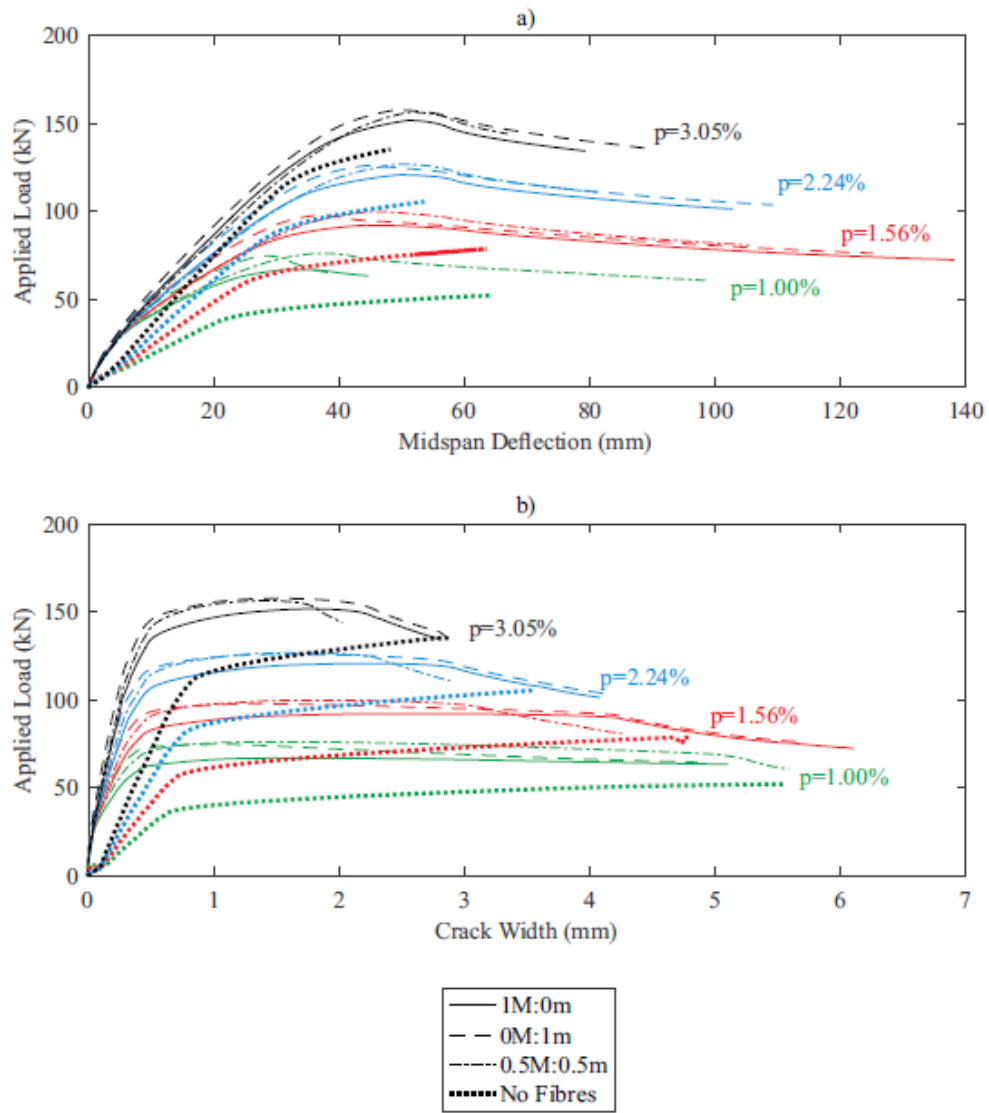 a)
200
150
100
50
0
Applied Load (kN)
p=3.05%
p=2.24%
p=1.56%
p=1.00%
0 20 40 60 80 100 120 140
Midspan Deflection (mm)
b)
200
150
100
50
0
Applied Load (kN)
p=3.05%
p=2.24%
p=1.56%
p=1.00%
0 1 2 3 4 5 6 7
Crack Width (mm)
1M:0m
0M:1m
0.5M:0.5m
No Fibres